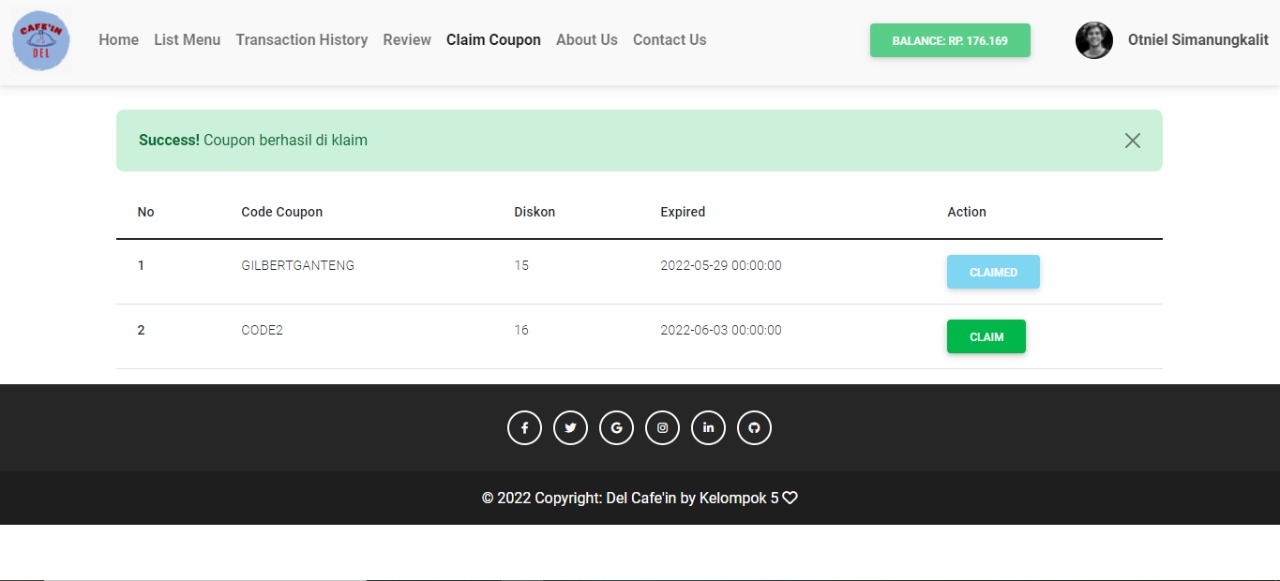 CAFE'IN
DEL
Home List Menu Transaction History Review Claim Coupon About Us Contact Us
BALANCE: RP. 176.169
Otniel Simanungkalit
Success! Coupon berhasil di klaim
No Code Coupon Diskon Expired Action
1 GILBERTGANTENG 15 2022-05-29 00:00:00 CLAIMED
2 CODE2 16 2022-06-03 00:00:00 CLAIM
© 2022 Copyright: Del Cafe'in by Kelompok 5